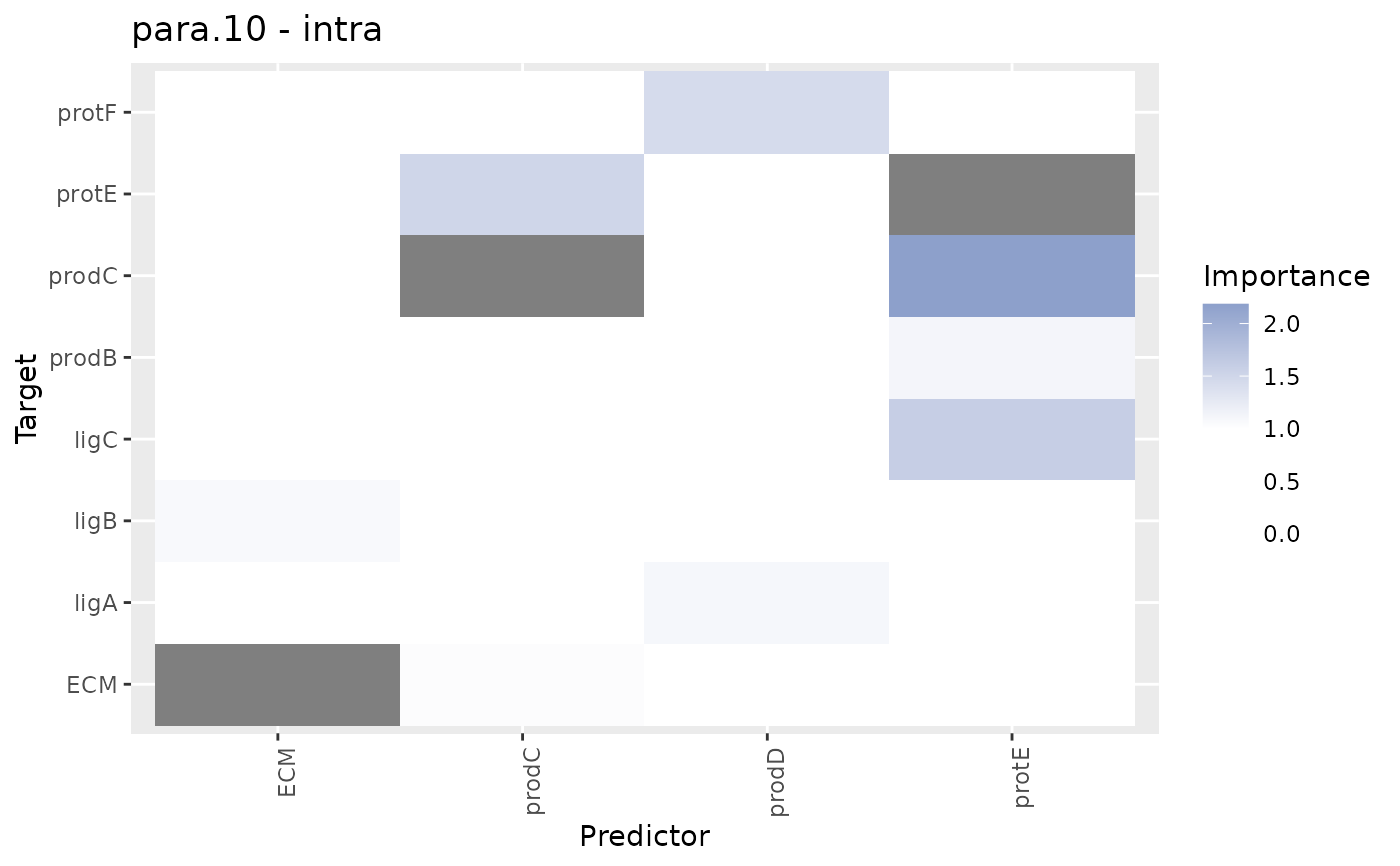 para.10 - intra
protF
protE
prodC
prodB
ligC
ligB
ligA
ECM
Target
ECM
prodC
prodD
protE
Predictor
Importance
2.0
1.5
1.0
0.5
0.0